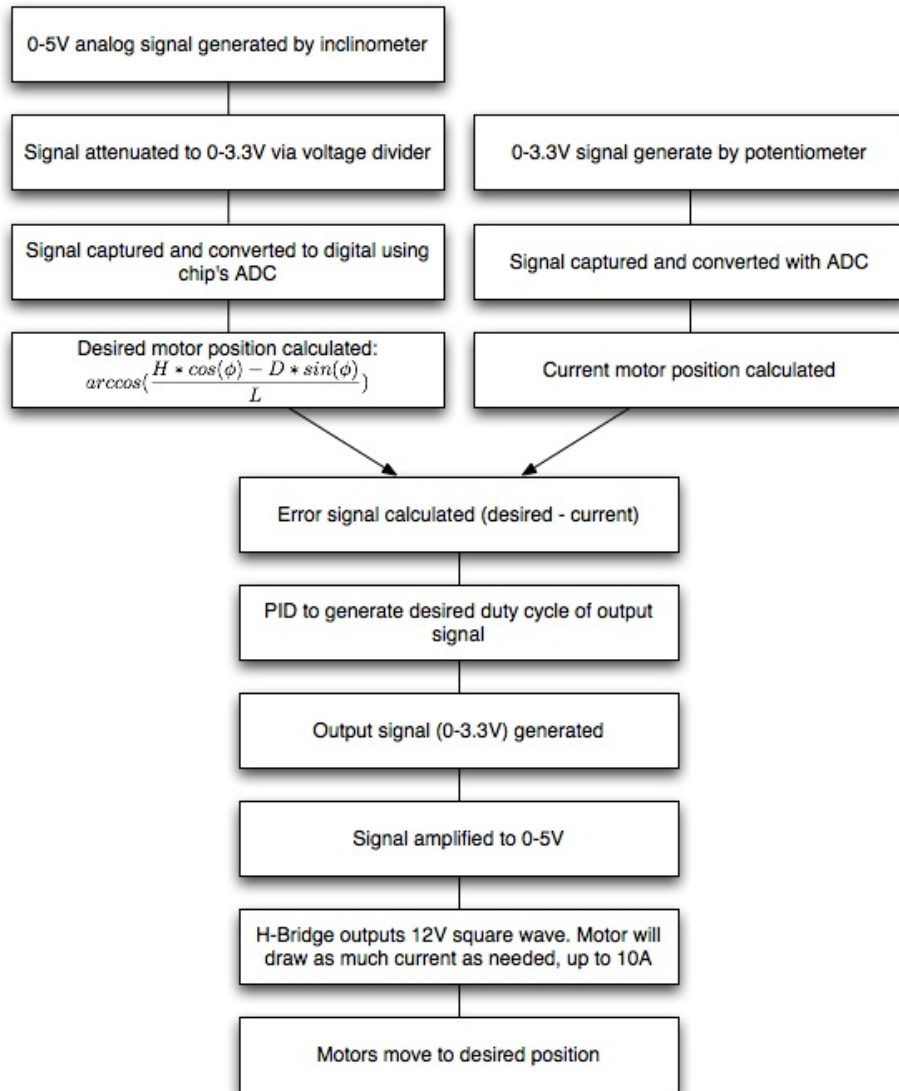 0-5V analog signal generated by inclinometer
Signal attenuated to 0-3.3V via voltage divider
Signal captured and converted to digital using
chip's ADC
Desired motor position calculated:
arccos(\frac{H * cos(ϕ) − D * sin(ϕ)}{L})
0-3.3V signal generate by potentiometer
Signal captured and converted with ADC
Current motor position calculated
Error signal calculated (desired - current)
PID to generate desired duty cycle of output
signal
Output signal (0-3.3V) generated
Signal amplified to 0-5V
H-Bridge outputs 12V square wave. Motor will
draw as much current as needed, up to 10A
Motors move to desired position